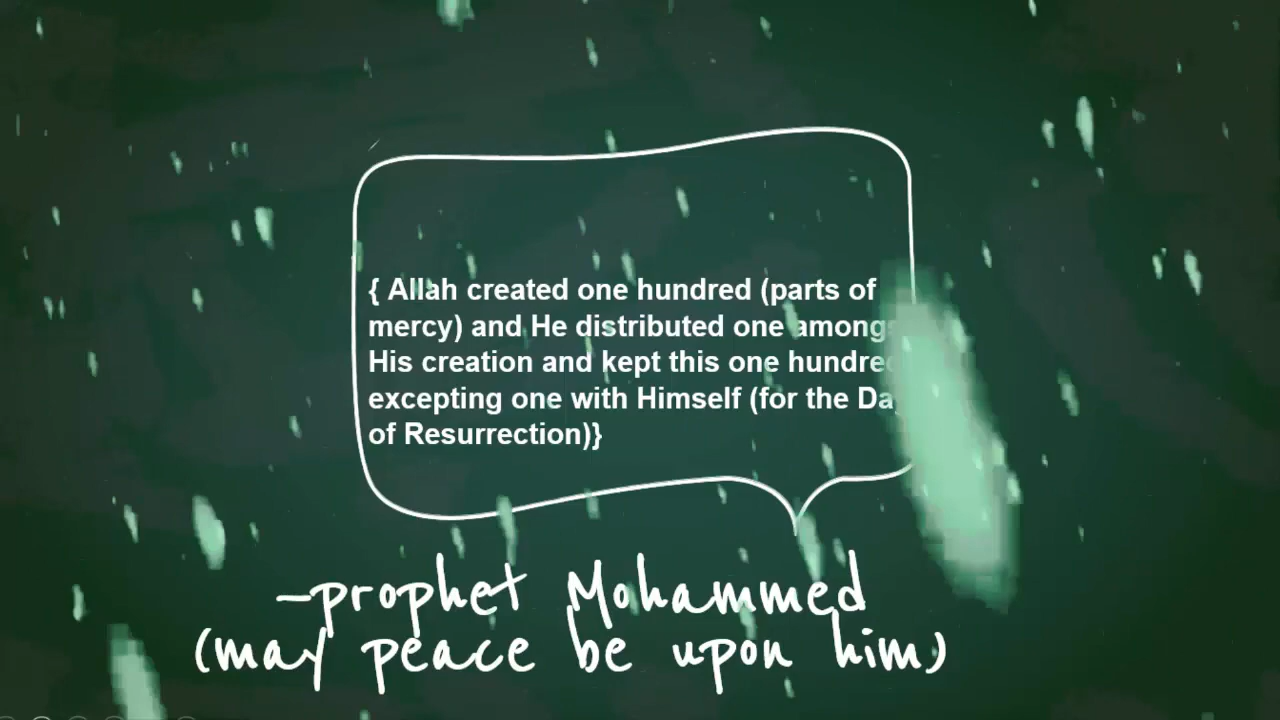 { Allah created one hundred (parts of
mercy) and He distributed one amongst
His creation and kept this one hundred
excepting one with Himself (for the Day
of Resurrection)}
–prophet Mohammed
(may peace be upon him)